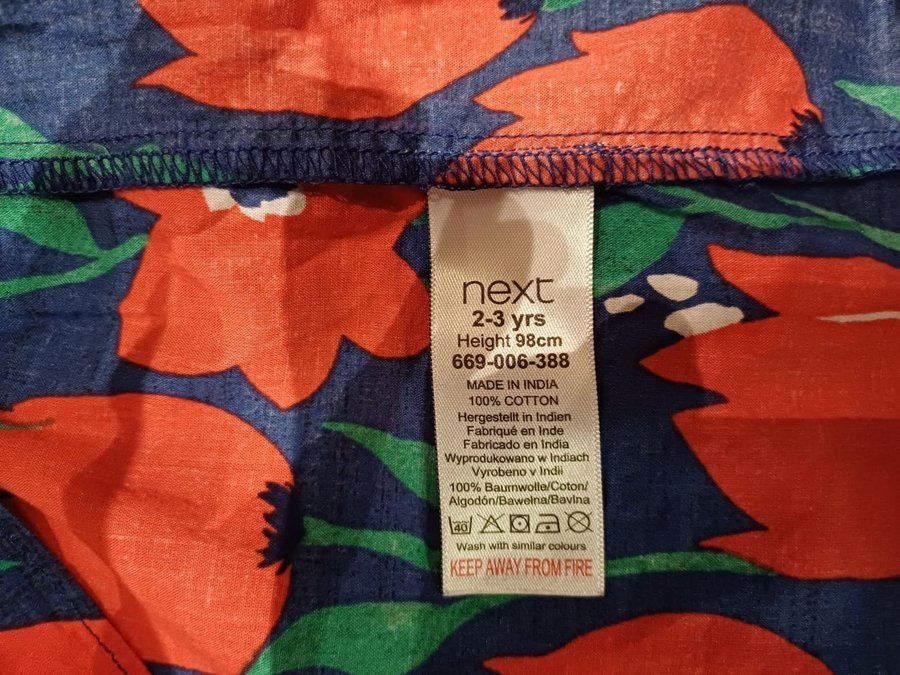 next
2-3 yrs
Height 98cm
669-006-388
MADE IN INDIA
100% COTTON
Hergestellt in Indien
Fabriqué en Inde
Fabricado en India
Wyprodukowano w Indiach
Vyrobeno v Indii
100% Baumwolle/Coton/
Algodón/Bawełna/Bavlna
40
Wash with similar colours
KEEP AWAY FROM FIRE